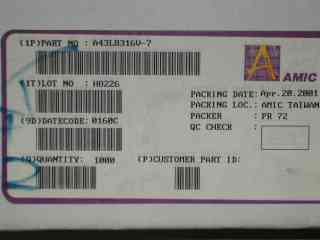 (1P)PART NO : A43L8316V-7
AMIC
(1T)LOT NO : H0226
PACKING DATE: Apr.20.2001
PACKING LOC.: AMIC TAIWAN
(9D)DATECODE: 0160C
PACKER : PR 72
QC CHECK :
(Q)QUANTITY: 1000 (P)CUSTOMER PART ID: